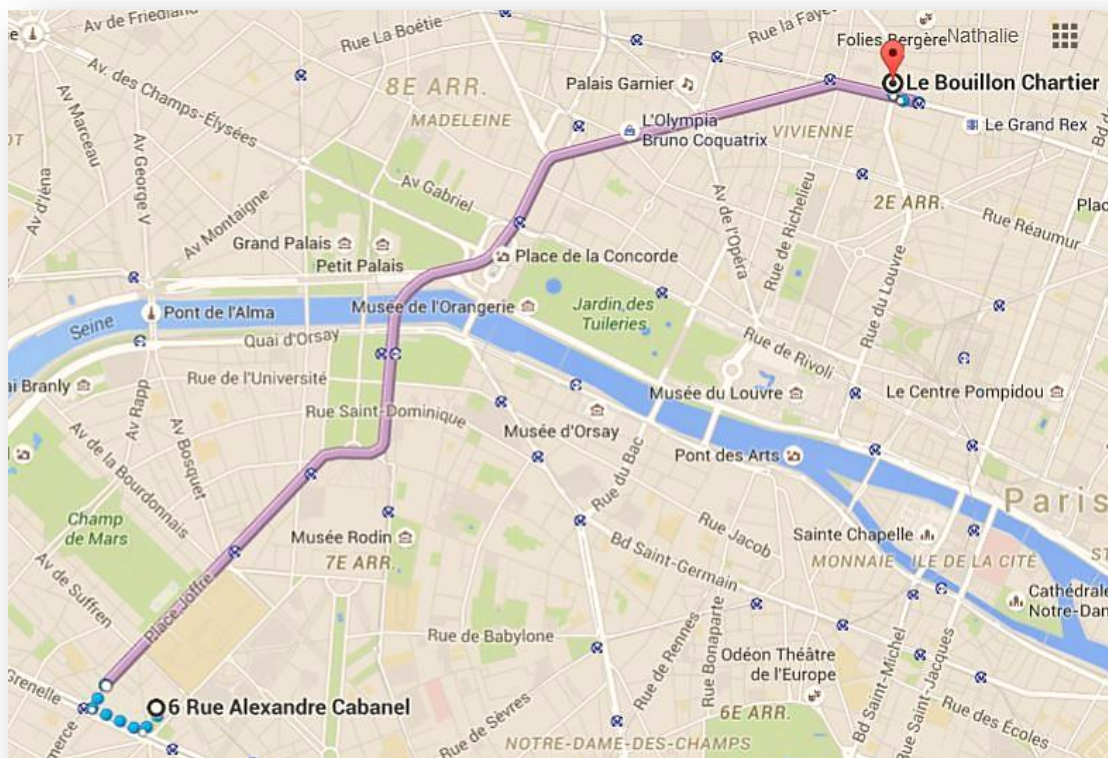 Av de Friedland
Rue La Boétie
Rue la Faye
Folies Bergère
Nathalie
Av. des Champs-Elysées
8E ARR.
MADELEINE
Palais Garnier
Le Bouillon Chartier
Av Marceau
Av George V
L'Olympia
Bruno Coquatrix
VIVIENNE
Le Grand Rex
Av d'Iéna
Av Montaigne
Av Gabriel
Av de l'Opéra
Rue de Richelieu
2E ARR.
Rue Réaumur
Grand Palais
Petit Palais
Place de la Concorde
Rue du Louvre
Seine
Pont de l'Alma
Musée de l'Orangerie
Jardin des
Tuileries
Quai d'Orsay
Rue de Rivoli
Rue de l'Université
Musée du Louvre
Le Centre Pompidou
ai Branly
Av Rapp
Av Bosquet
Rue Saint-Dominique
Musée d'Orsay
Av de la Bourdonnais
Rue du Bac
Pont des Arts
Paris
Champ
de Mars
Musée Rodin
7E ARR.
Rue Jacob
Sainte Chapelle
Bd Saint-Germain
MONNAIE
ILE DE LA CITÉ
Av de Suffren
Place Joffre
Cathédrale
Notre-Dam
Rue de Babylone
Rue de Rennes
Rue Bonaparte
Odéon Théâtre
de l'Europe
Bd Saint-Michel
Rue Saint-Jacques
Grenelle
6 Rue Alexandre Cabanel
6E ARR.
Rue de Sèvres
Rue des Écoles
NOTRE-DAME-DES-CHAMPS